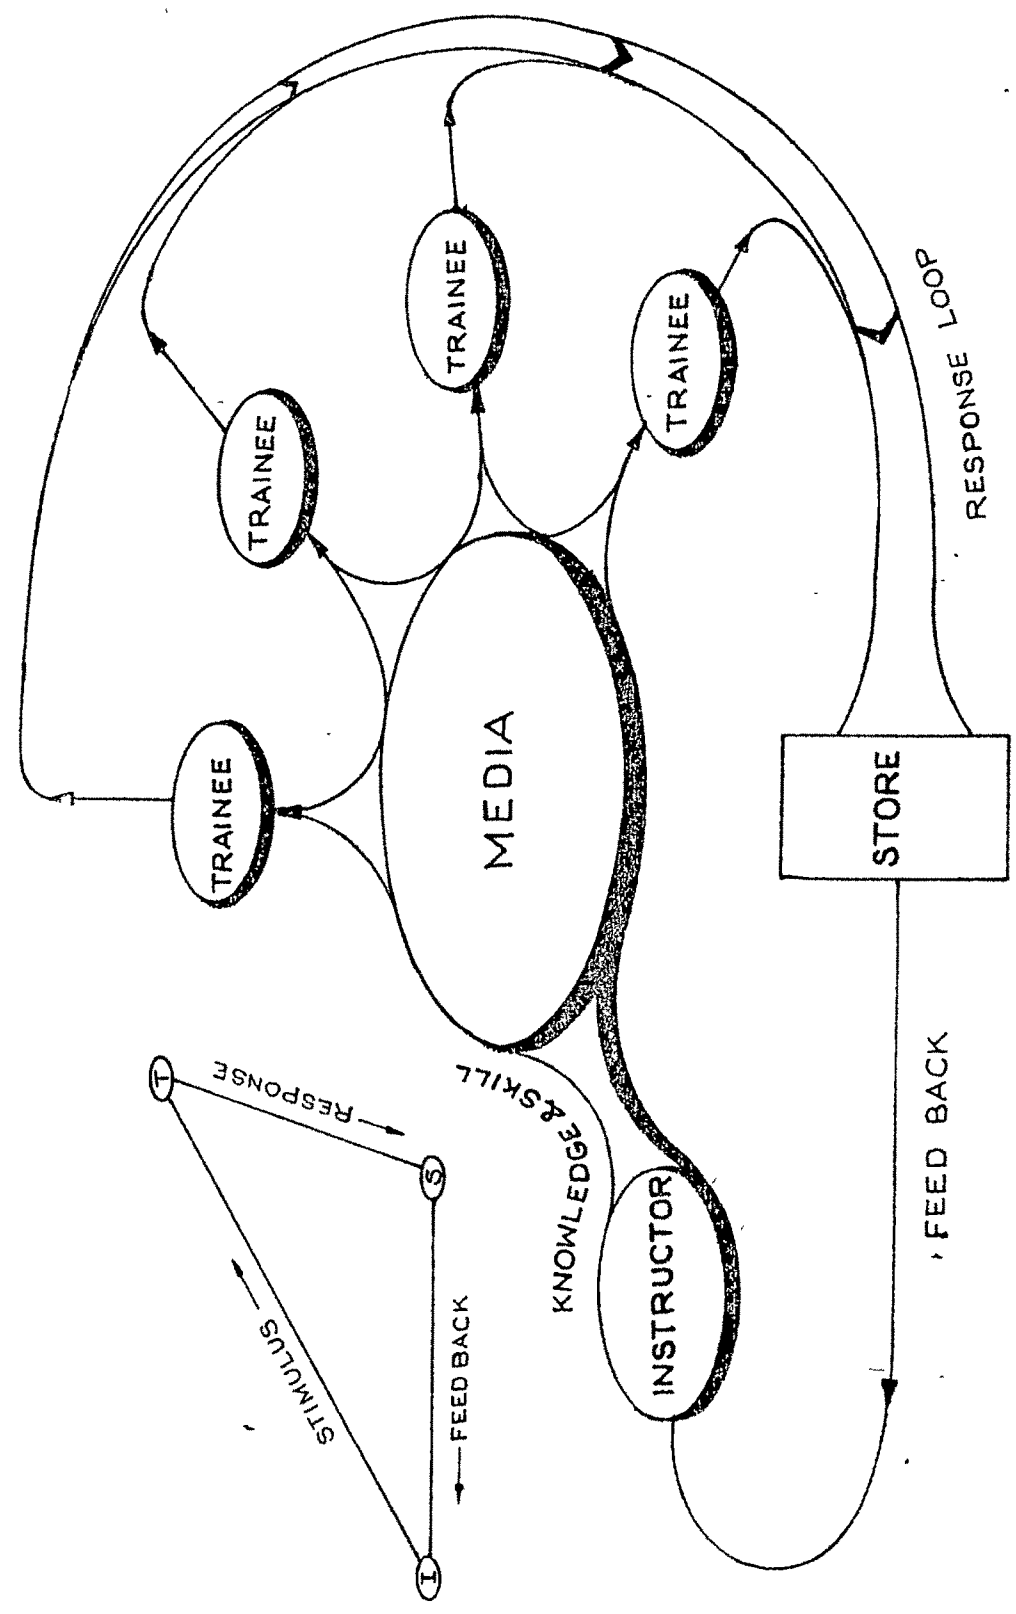 T
RESPONSE
STIMULUS
S
I
FEED BACK
KNOWLEDGE & SKILL
INSTRUCTOR
MEDIA
TRAINEE
TRAINEE
TRAINEE
TRAINEE
RESPONSE LOOP
STORE
FEED BACK